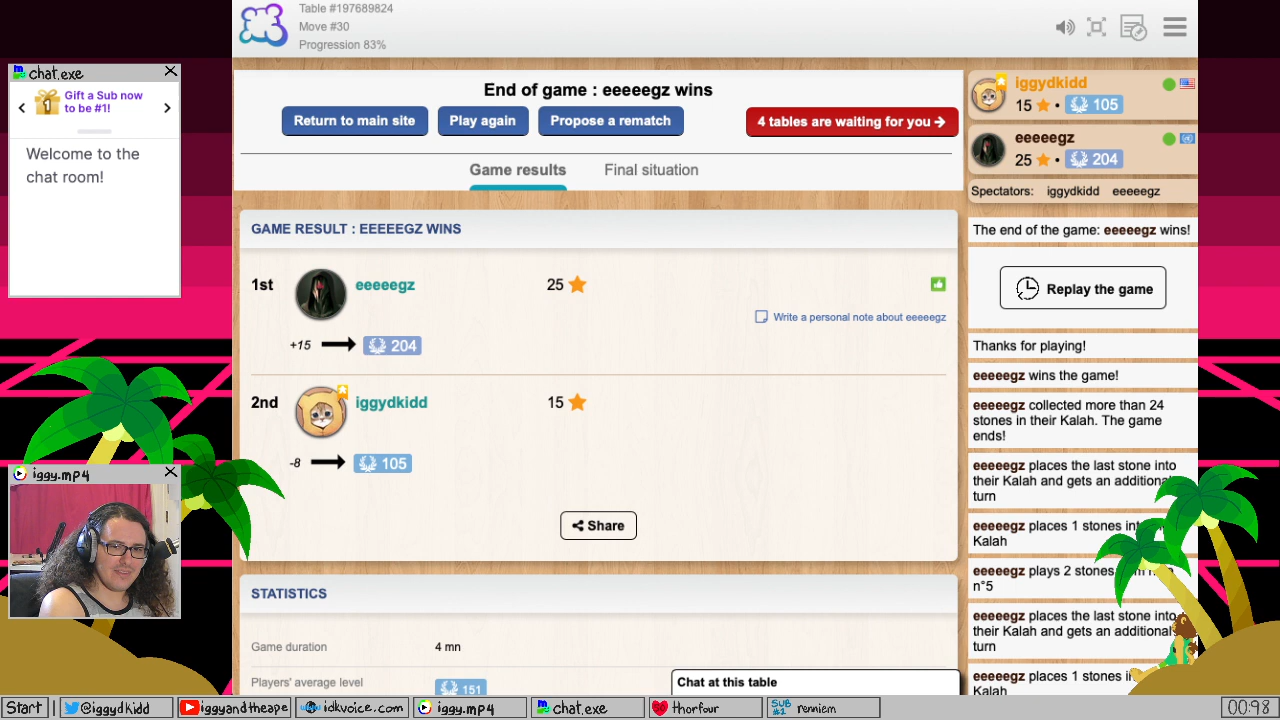 Table #197689824
Move #30
Progression 83%
chat.exe
Gift a Sub now
to be #1!
1
Welcome to the
chat room!
End of game : eeeeegz wins
Return to main site
Play again
Propose a rematch
4 tables are waiting for you →
Game results
Final situation
GAME RESULT : EEEEEGZ WINS
1st
eeeeegz
25
Write a personal note about eeeeegz
+15
204
2nd
iggydkidd
15
-8
105
Share
STATISTICS
Game duration
4 mn
Players' average level
151
Chat at this table
iggydkidd
15 • 105
eeeeegz
25 • 204
Spectators: iggydkidd eeeeegz
The end of the game: eeeeegz wins!
Replay the game
Thanks for playing!
eeeeegz wins the game!
eeeeegz collected more than 24
stones in their Kalah. The game
ends!
eeeeegz places the last stone into
their Kalah and gets an additional
turn
eeeeegz places 1 stones
Kalah
eeeeegz plays 2 stones
n°5
eeeeegz places the last stone into
their Kalah and gets an additional
turn
eeeeegz places 1 stones
Kalah
iggy.mp4
Start
@iggydkidd
iggyandtheape
idkvoice.com
iggy.mp4
chat.exe
thorfour
SUB
#1
renniem
00:98